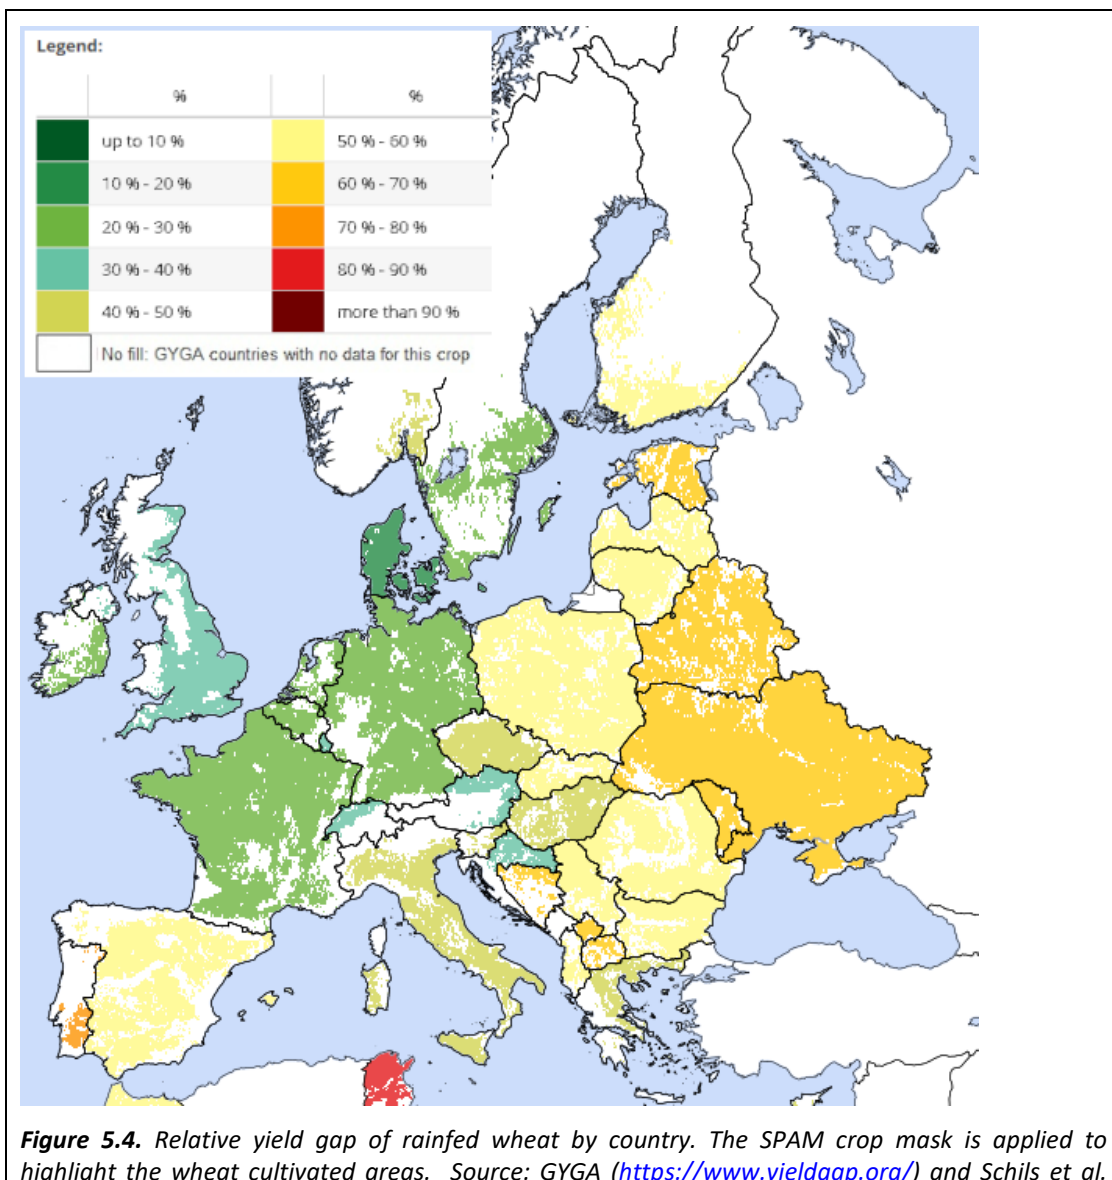 Legend:
% %
up to 10 % 50 % - 60 %
10 % - 20 % 60 % - 70 %
20 % - 30 % 70 % - 80 %
30 % - 40 % 80 % - 90 %
40 % - 50 % more than 90 %
No fill: GYGA countries with no data for this crop
Figure 5.4. Relative yield gap of rainfed wheat by country. The SPAM crop mask is applied to
highlight the wheat cultivated areas. Source: GYGA (https://www.yieldgap.org/) and Schils et al.